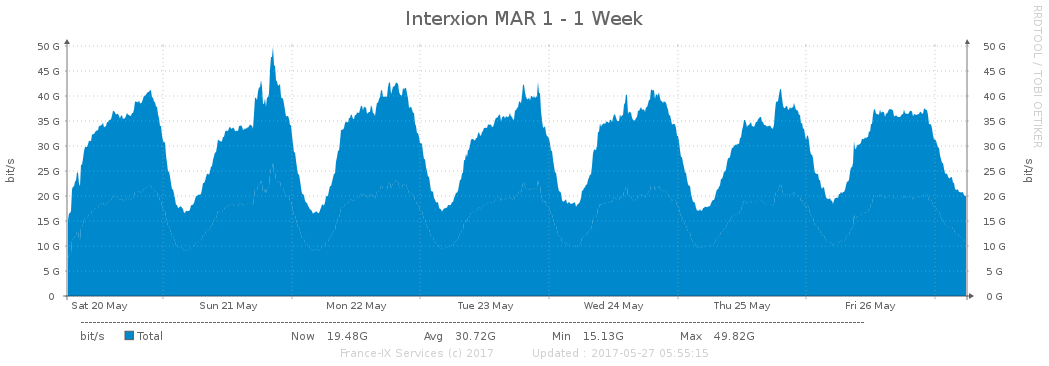 Interxion MAR 1 - 1 Week
RRDTOOL / TOBI OETIKER
bit/s
50 G 50 G
45 G 45 G
40 G 40 G
35 G 35 G
30 G 30 G
25 G 25 G
20 G 20 G
15 G 15 G
10 G 10 G
5 G 5 G
0 0 G
bit/s
Sat 20 May Sun 21 May Mon 22 May Tue 23 May Wed 24 May Thu 25 May Fri 26 May
bit/s Total Now 19.48G Avg 30.72G Min 15.13G Max 49.82G
France-IX Services (c) 2017 Updated : 2017-05-27 05:55:15